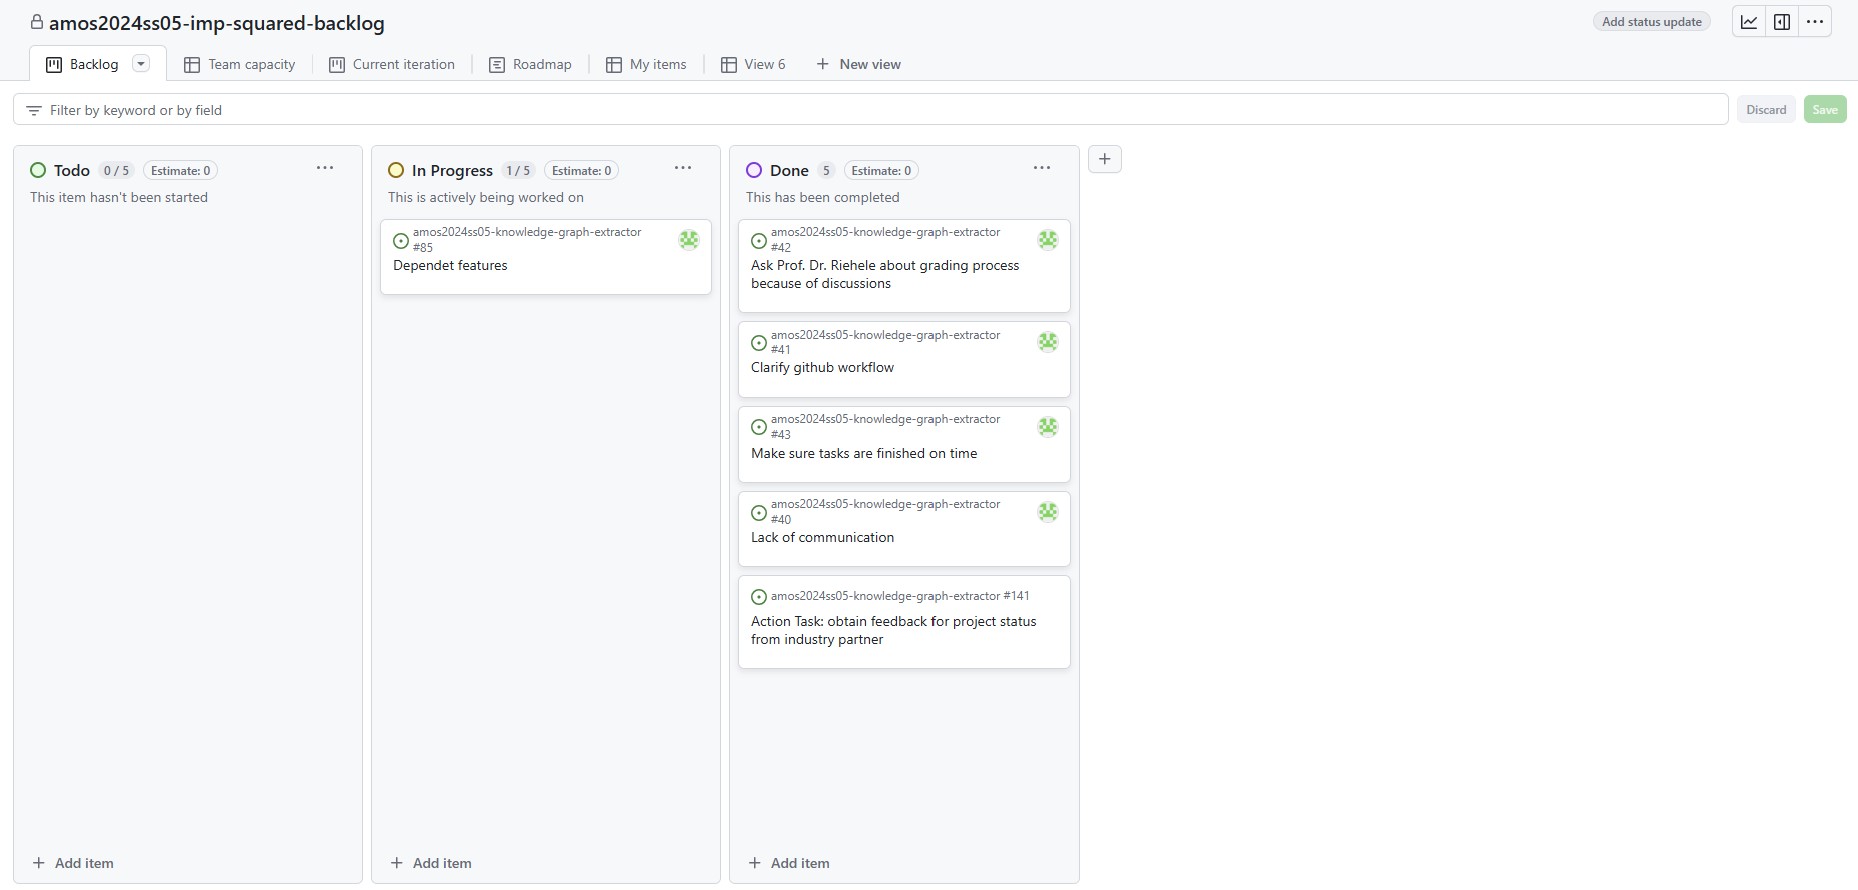 amos2024ss05-imp-squared-backlog
Add status update
Backlog
Team capacity
Current iteration
Roadmap
My items
View 6
New view
Filter by keyword or by field
Discard
Save
Todo 0 / 5 Estimate: 0
This item hasn't been started
Add item
In Progress 1 / 5 Estimate: 0
This is actively being worked on
amos2024ss05-knowledge-graph-extractor
#85
Dependet features
Add item
Done 5 Estimate: 0
This has been completed
amos2024ss05-knowledge-graph-extractor
#42
Ask Prof. Dr. Riehele about grading process
because of discussions
amos2024ss05-knowledge-graph-extractor
#41
Clarify github workflow
amos2024ss05-knowledge-graph-extractor
#43
Make sure tasks are finished on time
amos2024ss05-knowledge-graph-extractor
#40
Lack of communication
amos2024ss05-knowledge-graph-extractor #141
Action Task: obtain feedback for project status
from industry partner
Add item